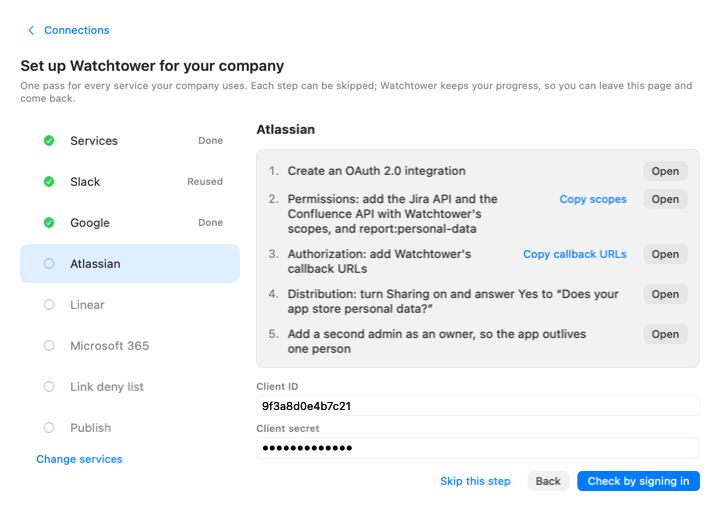 Connections
Set up Watchtower for your company
One pass for every service your company uses. Each step can be skipped; Watchtower keeps your progress, so you can leave this page and
come back.
Services Done
Slack Reused
Google Done
Atlassian
Linear
Microsoft 365
Link deny list
Publish
Change services
Atlassian
1. Create an OAuth 2.0 integration Open
2. Permissions: add the Jira API and the Copy scopes Open
Confluence API with Watchtower's
scopes, and report:personal-data
3. Authorization: add Watchtower's Copy callback URLs Open
callback URLs
4. Distribution: turn Sharing on and answer Yes to “Does your Open
app store personal data?”
5. Add a second admin as an owner, so the app outlives Open
one person
Client ID
9f3a8d0e4b7c21
Client secret
•••••••••••••
Skip this step Back Check by signing in